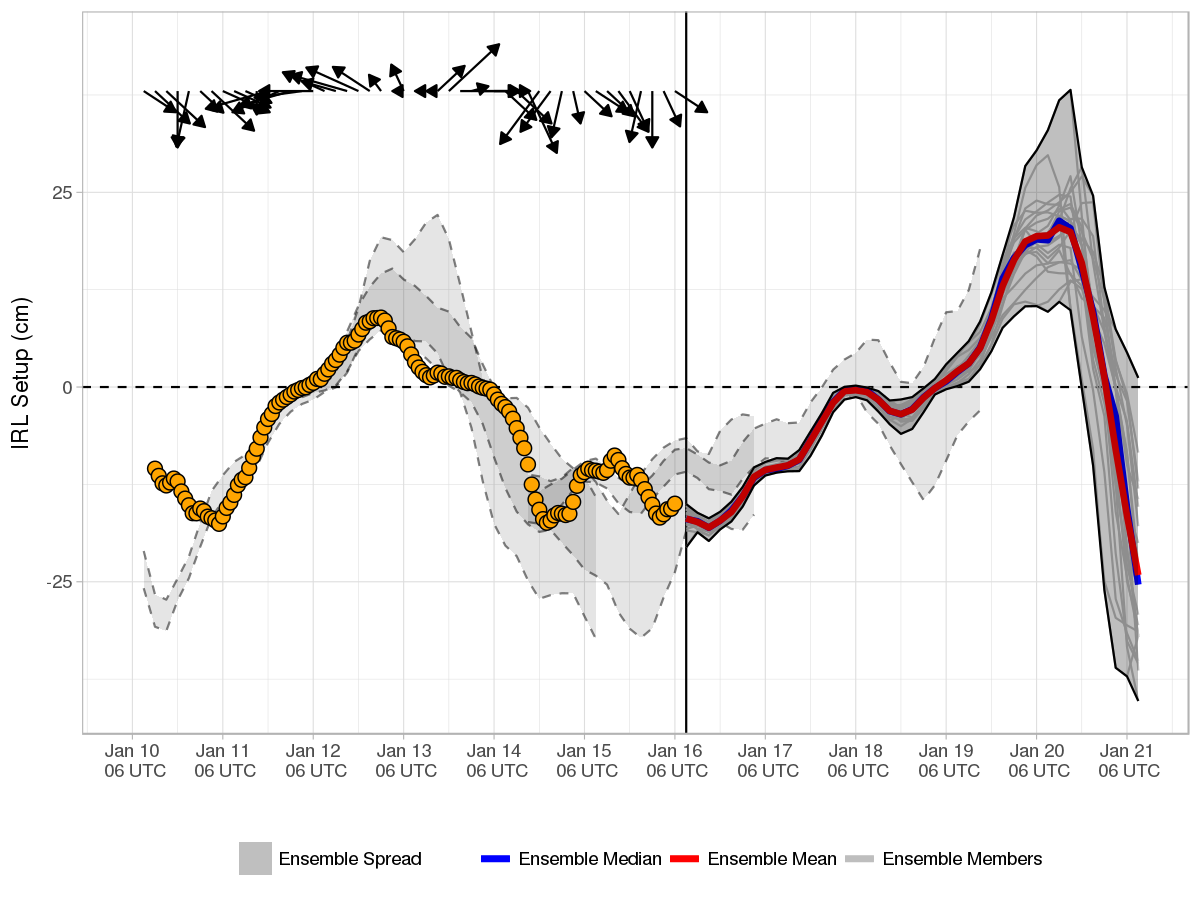 IRL Setup (cm)
25
0
-25
Jan 10 Jan 11 Jan 12 Jan 13 Jan 14 Jan 15 Jan 16 Jan 17 Jan 18 Jan 19 Jan 20 Jan 21
06 UTC 06 UTC 06 UTC 06 UTC 06 UTC 06 UTC 06 UTC 06 UTC 06 UTC 06 UTC 06 UTC 06 UTC
Ensemble Spread Ensemble Median Ensemble Mean Ensemble Members